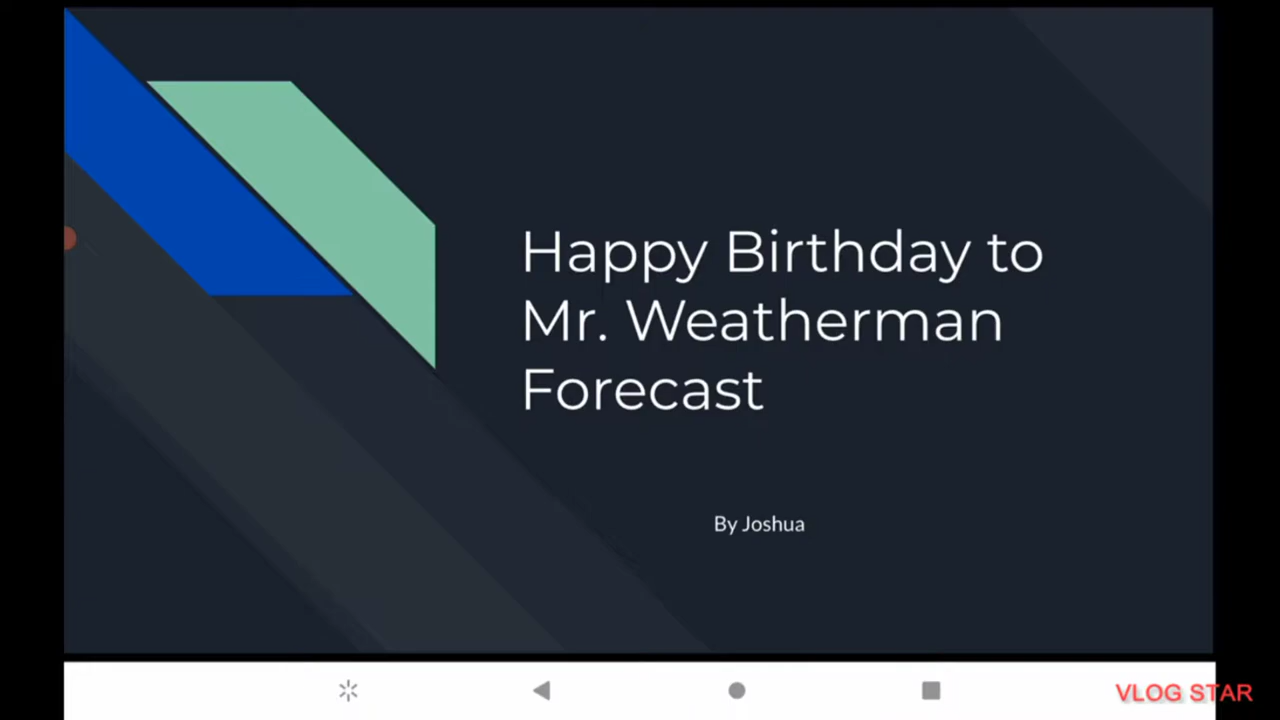 Happy Birthday to
Mr. Weatherman
Forecast
By Joshua
VLOG STAR